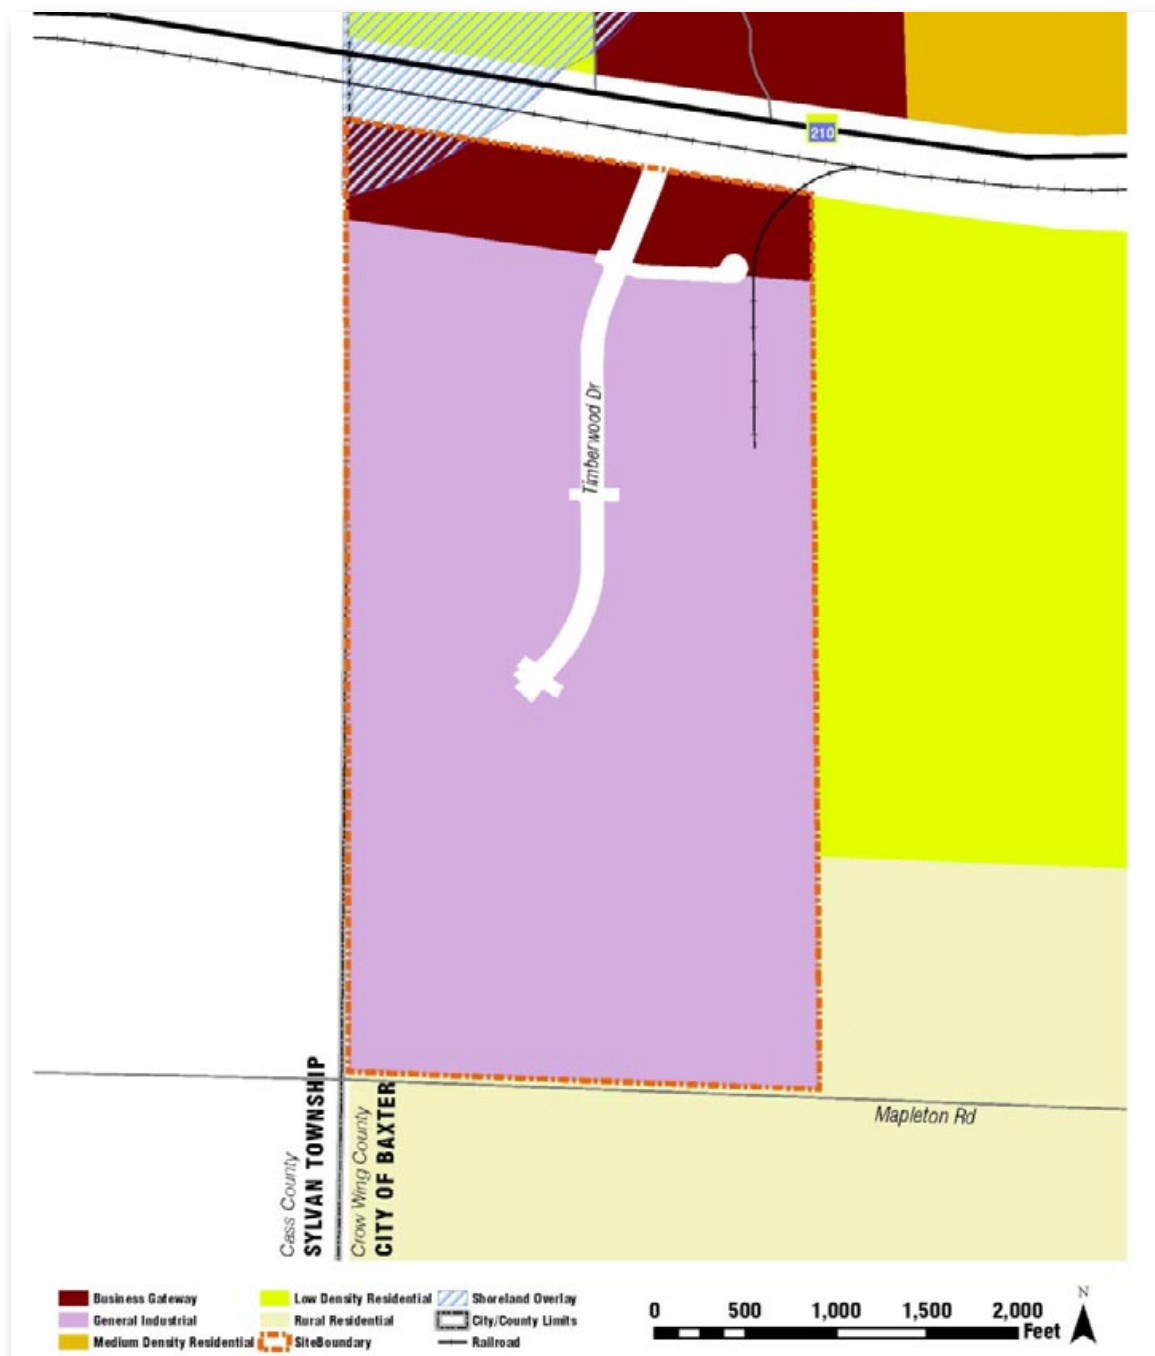 210
Timberwood Dr
Mapleton Rd
Cass County
SYLVAN TOWNSHIP
Crow Wing County
CITY OF BAXTER
Business Gateway
General Industrial
Medium Density Residential
Low Density Residential
Rural Residential
SiteBoundary
Shoreland Overlay
City/County Limits
Railroad
0 500 1,000 1,500 2,000
Feet
N